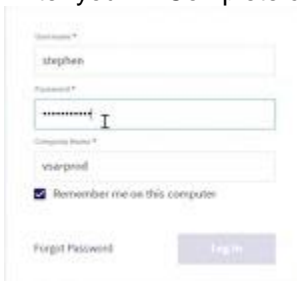 Username *
stephen
Password *
•••••••••••
Company Name *
vsarprod
Remember me on this computer
Forgot Password
Log In